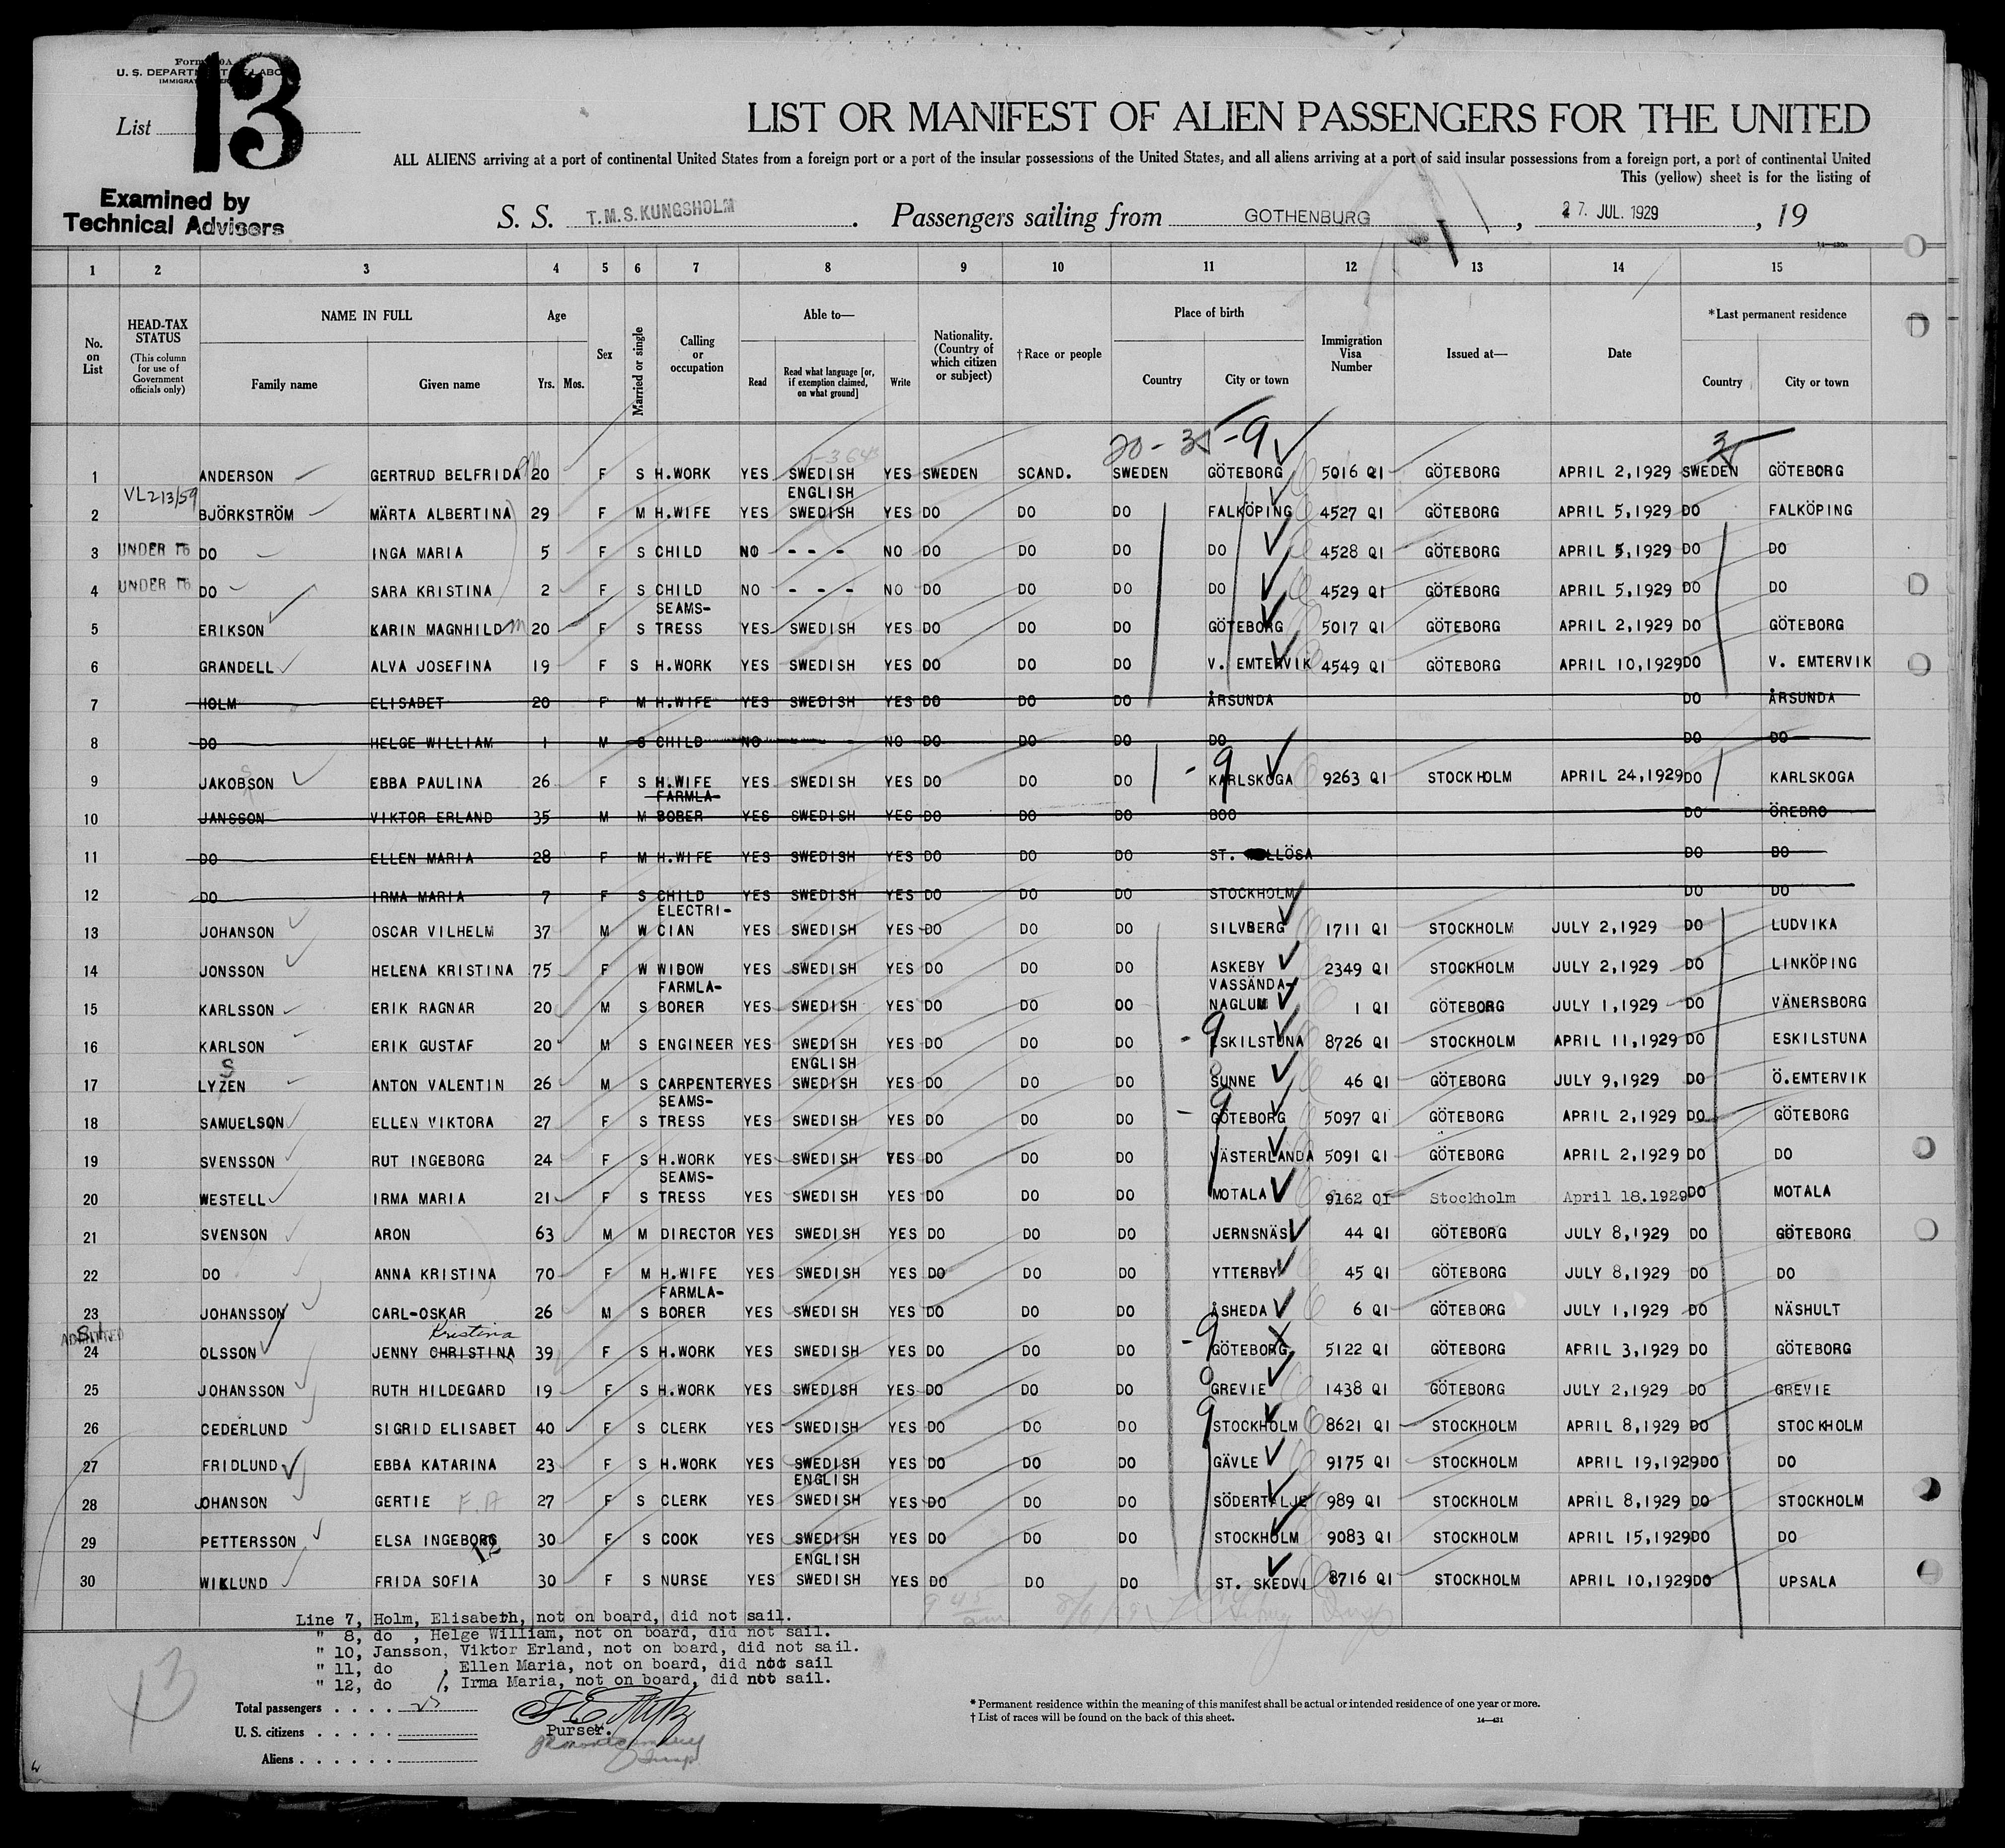 Form
U. S. DEPARTMENT OF LABOR
List 13
LIST OR MANIFEST OF ALIEN PASSENGERS FOR THE UNITED
ALL ALIENS arriving at a port of continental United States from a foreign port or a port of the insular possessions of the United States, and all aliens arriving at a port of said insular possessions from a foreign port, a port of continental United
This (yellow) sheet is for the listing of
Examined by
Technical Advisors
S. S. T.M.S. KUNGSHOLM . Passengers sailing from GOTHENBURG , 27. JUL. 1929 , 19
1 2 3 4 5 6 7 8 9 10 11 12 13 14 15
No. on List
HEAD-TAX STATUS (This column for use of Government officials only)
NAME IN FULL Family name Given name
Age Yrs. Mos.
Sex
Married or single
Calling or occupation
Able to— Read Read what language [or, if exemption claimed, on what ground] Write
Nationality. (Country of which citizen or subject)
†Race or people
Place of birth Country City or town
Immigration Visa Number
Issued at—
Date
*Last permanent residence Country City or town
20 - 35 - 9 3
1 ANDERSON GERTRUD BELFRIDA 20 F S H.WORK YES SWEDISH YES SWEDEN SCAND. SWEDEN GÖTEBORG 5016 QI GÖTEBORG APRIL 2,1929 SWEDEN GÖTEBORG
2 VL213/59 BJÖRKSTRÖM MÄRTA ALBERTINA 29 F M H.WIFE YES ENGLISH SWEDISH YES DO DO DO FALKÖPING 4527 QI GÖTEBORG APRIL 5,1929 DO FALKÖPING
3 UNDER 16 DO INGA MARIA 5 F S CHILD NO - - - NO DO DO DO DO 4528 QI GÖTEBORG APRIL 5,1929 DO DO
4 UNDER 16 DO SARA KRISTINA 2 F S CHILD NO - - - NO DO DO DO DO 4529 QI GÖTEBORG APRIL 5,1929 DO DO
5 ERIKSON KARIN MAGNHILD 20 F S SEAMS-TRESS YES SWEDISH YES DO DO DO GÖTEBORG 5017 QI GÖTEBORG APRIL 2,1929 DO GÖTEBORG
6 GRANDELL ALVA JOSEFINA 19 F S H.WORK YES SWEDISH YES DO DO DO V. EMTERVIK 4549 QI GÖTEBORG APRIL 10,1929 DO V. EMTERVIK
7 HOLM ELISABET 20 F M H.WIFE YES SWEDISH YES DO DO DO ÅRSUNDA DO ÅRSUNDA
8 DO HELGE WILLIAM 1 M S CHILD NO NO DO DO DO DO DO DO
9 JAKOBSON EBBA PAULINA 26 F S H.WIFE YES SWEDISH YES DO DO DO - 9 KARLSKOGA 9263 QI STOCKHOLM APRIL 24,1929 DO KARLSKOGA
10 JANSSON VIKTOR ERLAND 35 M M FARMLA-BORER YES SWEDISH YES DO DO DO BOO DO ÖREBRO
11 DO ELLEN MARIA 28 F M H.WIFE YES SWEDISH YES DO DO DO ST. LLÖSA DO DO
12 DO IRMA MARIA 7 F S CHILD YES SWEDISH YES DO DO DO STOCKHOLM DO DO
13 JOHANSON OSCAR VILHELM 37 M W ELECTRI-CIAN YES SWEDISH YES DO DO DO SILVBERG 1711 QI STOCKHOLM JULY 2,1929 DO LUDVIKA
14 JONSSON HELENA KRISTINA 75 F W WIDOW YES SWEDISH YES DO DO DO ASKEBY 2349 QI STOCKHOLM JULY 2,1929 DO LINKÖPING
15 KARLSSON ERIK RAGNAR 20 M S FARMLA-BORER YES SWEDISH YES DO DO DO VASSÄNDA-NAGLUM 1 QI GÖTEBORG JULY 1,1929 DO VÄNERSBORG
16 KARLSON ERIK GUSTAF 20 M S ENGINEER YES SWEDISH YES DO DO DO - 9 ESKILSTUNA 8726 QI STOCKHOLM APRIL 11,1929 DO ESKILSTUNA
17 LYZEN S ANTON VALENTIN 26 M S CARPENTER YES ENGLISH SWEDISH YES DO DO DO SUNNE 46 QI GÖTEBORG JULY 9,1929 DO Ö.EMTERVIK
18 SAMUELSON ELLEN VIKTORA 27 F S SEAMS-TRESS YES SWEDISH YES DO DO DO - 9 GÖTEBORG 5097 QI GÖTEBORG APRIL 2,1929 DO GÖTEBORG
19 SVENSSON RUT INGEBORG 24 F S H.WORK YES SWEDISH YES DO DO DO VÄSTERLANDA 5091 QI GÖTEBORG APRIL 2,1929 DO DO
20 WESTELL IRMA MARIA 21 F S SEAMS-TRESS YES SWEDISH YES DO DO DO MOTALA 9162 QI Stockholm April 18.1929 DO MOTALA
21 SVENSON ARON 63 M M DIRECTOR YES SWEDISH YES DO DO DO JERNSNÄS 44 QI GÖTEBORG JULY 8,1929 DO GÖTEBORG
22 DO ANNA KRISTINA 70 F M H.WIFE YES SWEDISH YES DO DO DO YTTERBY 45 QI GÖTEBORG JULY 8,1929 DO DO
23 JOHANSSON CARL-OSKAR 26 M S FARMLA-BORER YES SWEDISH YES DO DO DO ÅSHEDA 6 QI GÖTEBORG JULY 1,1929 DO NÄSHULT
24 ADMITTED S.I. OLSSON JENNY CHRISTINA Kristina 39 F S H.WORK YES SWEDISH YES DO DO DO - 9 GÖTEBORG 5122 QI GÖTEBORG APRIL 3,1929 DO GÖTEBORG
25 JOHANSSON RUTH HILDEGARD 19 F S H.WORK YES SWEDISH YES DO DO DO 0 GREVIE 1438 QI GÖTEBORG JULY 2,1929 DO GREVIE
26 CEDERLUND SIGRID ELISABET 40 F S CLERK YES SWEDISH YES DO DO DO 9 STOCKHOLM 8621 QI STOCKHOLM APRIL 8,1929 DO STOCKHOLM
27 FRIDLUND EBBA KATARINA 23 F S H.WORK YES SWEDISH YES DO DO DO GÄVLE 9175 QI STOCKHOLM APRIL 19,1929 DO DO
28 JOHANSON GERTIE F.A 27 F S CLERK YES ENGLISH SWEDISH YES DO DO DO SÖDERTÄLJE 989 QI STOCKHOLM APRIL 8,1929 DO STOCKHOLM
29 PETTERSSON ELSA INGEBORG 30 F S COOK YES SWEDISH YES DO DO DO STOCKHOLM 9083 QI STOCKHOLM APRIL 15,1929 DO DO
30 WIKLUND FRIDA SOFIA 30 F S NURSE YES ENGLISH SWEDISH YES DO DO DO ST. SKEDVI 8716 QI STOCKHOLM APRIL 10,1929 DO UPSALA
Line 7, Holm, Elisabeth, not on board, did not sail.
" 8, do , Helge William, not on board, did not sail.
" 10, Jansson, Viktor Erland, not on board, did not sail.
" 11, do , Ellen Maria, not on board, did not sail
" 12, do , Irma Maria, not on board, did not sail.
13
Total passengers . . . . 25
U. S. citizens . . . . .
Aliens . . . . . .
Purser.
* Permanent residence within the meaning of this manifest shall be actual or intended residence of one year or more.
† List of races will be found on the back of this sheet.
14—431